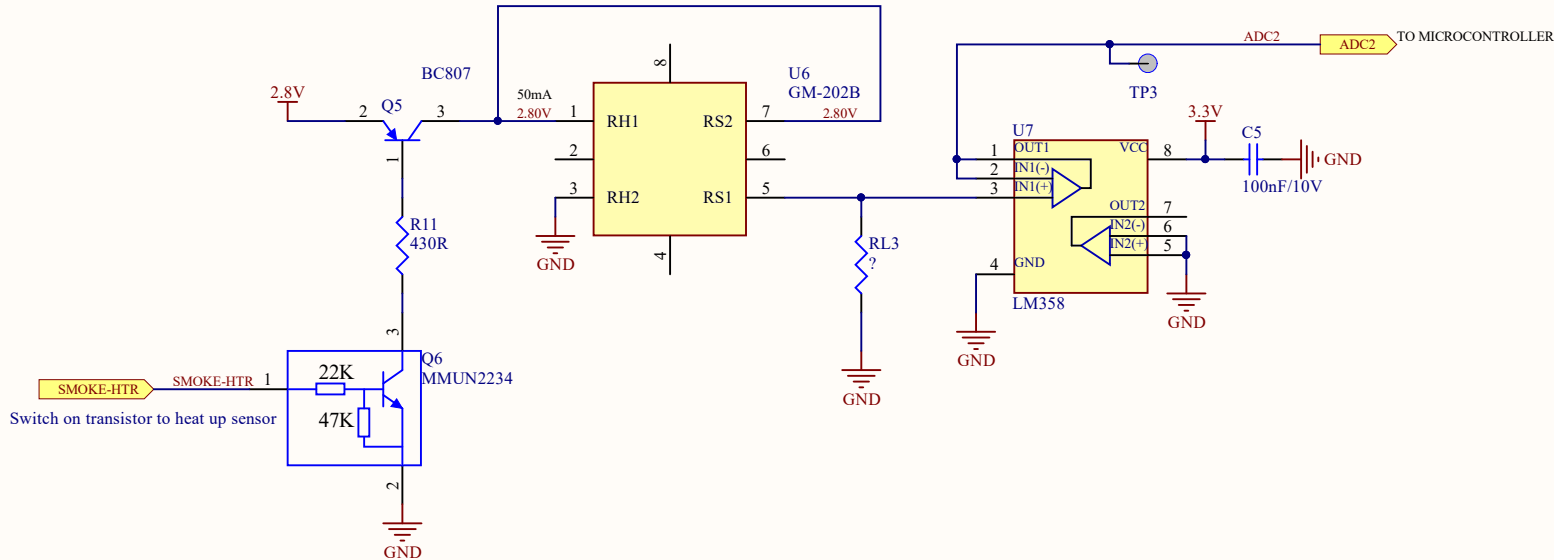 ADC2
ADC2
TO MICROCONTROLLER
TP3
BC807
2.8V
2
Q5
3
1
50mA
2.80V
1
RH1
2
3
RH2
8
4
U6
GM-202B
7
2.80V
RS2
6
RS1
5
GND
R11
430R
RL3
?
GND
U7
1
OUT1
2
IN1(-)
3
IN1(+)
4
GND
LM358
VCC
8
3.3V
C5
100nF/10V
GND
OUT2
7
IN2(-)
6
IN2(+)
5
GND
GND
3
Q6
MMUN2234
SMOKE-HTR
SMOKE-HTR
1
22K
47K
Switch on transistor to heat up sensor
2
GND